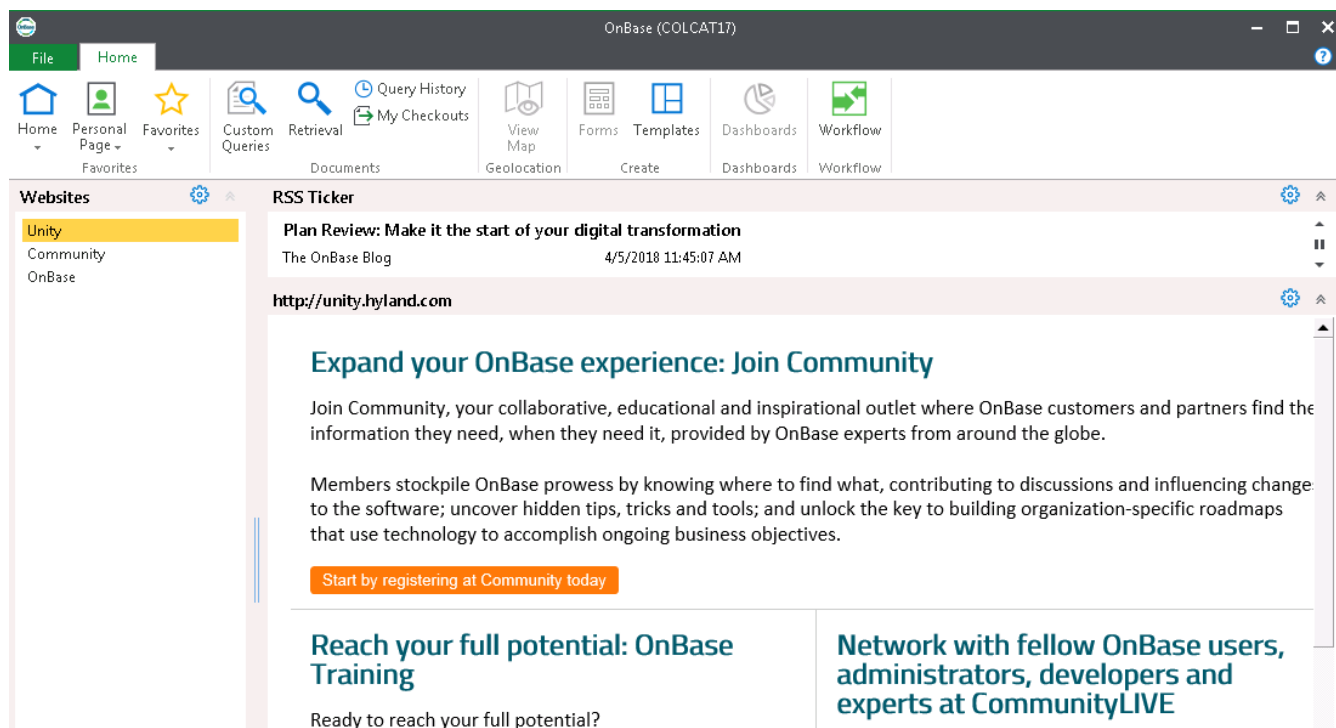 OnBase (COLCAT17)
File Home
Home Personal Page Favorites Custom Queries Retrieval Query History My Checkouts View Map Forms Templates Dashboards Workflow
Favorites Documents Geolocation Create Dashboards Workflow
Websites
Unity
Community
OnBase
RSS Ticker
Plan Review: Make it the start of your digital transformation
The OnBase Blog 4/5/2018 11:45:07 AM
http://unity.hyland.com
Expand your OnBase experience: Join Community
Join Community, your collaborative, educational and inspirational outlet where OnBase customers and partners find the
information they need, when they need it, provided by OnBase experts from around the globe.
Members stockpile OnBase prowess by knowing where to find what, contributing to discussions and influencing change
to the software; uncover hidden tips, tricks and tools; and unlock the key to building organization-specific roadmaps
that use technology to accomplish ongoing business objectives.
Start by registering at Community today
Reach your full potential: OnBase
Training
Ready to reach your full potential?
Network with fellow OnBase users,
administrators, developers and
experts at CommunityLIVE